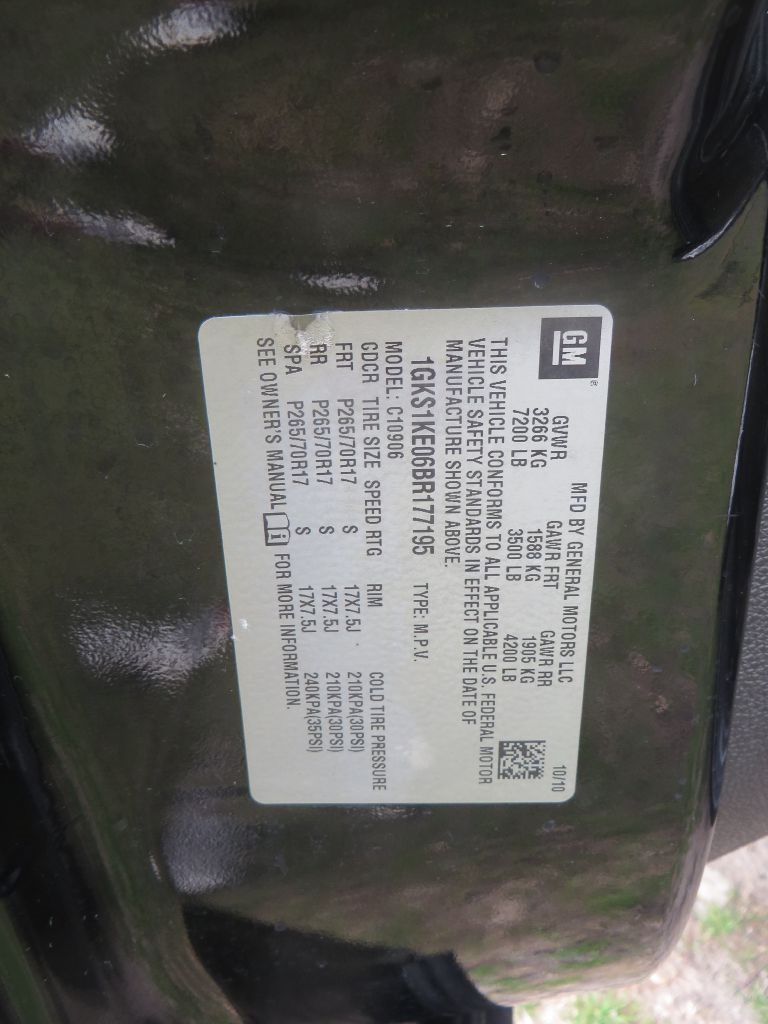 GM®
MFD BY GENERAL MOTORS LLC 10/10
GVWR GAWR FRT GAWR RR
3266 KG 1588 KG 1905 KG
7200 LB 3500 LB 4200 LB
THIS VEHICLE CONFORMS TO ALL APPLICABLE U.S. FEDERAL MOTOR
VEHICLE SAFETY STANDARDS IN EFFECT ON THE DATE OF
MANUFACTURE SHOWN ABOVE.
1GKS1KE06BR177195 TYPE: M.P.V.
MODEL: C10906
CDCR TIRE SIZE SPEED RTG RIM COLD TIRE PRESSURE
FRT P265/70R17 S 17X7.5J 210KPA(30PSI)
RR P265/70R17 S 17X7.5J 210KPA(30PSI)
SPA P265/70R17 S 17X7.5J 240KPA(35PSI)
SEE OWNER'S MANUAL FOR MORE INFORMATION.